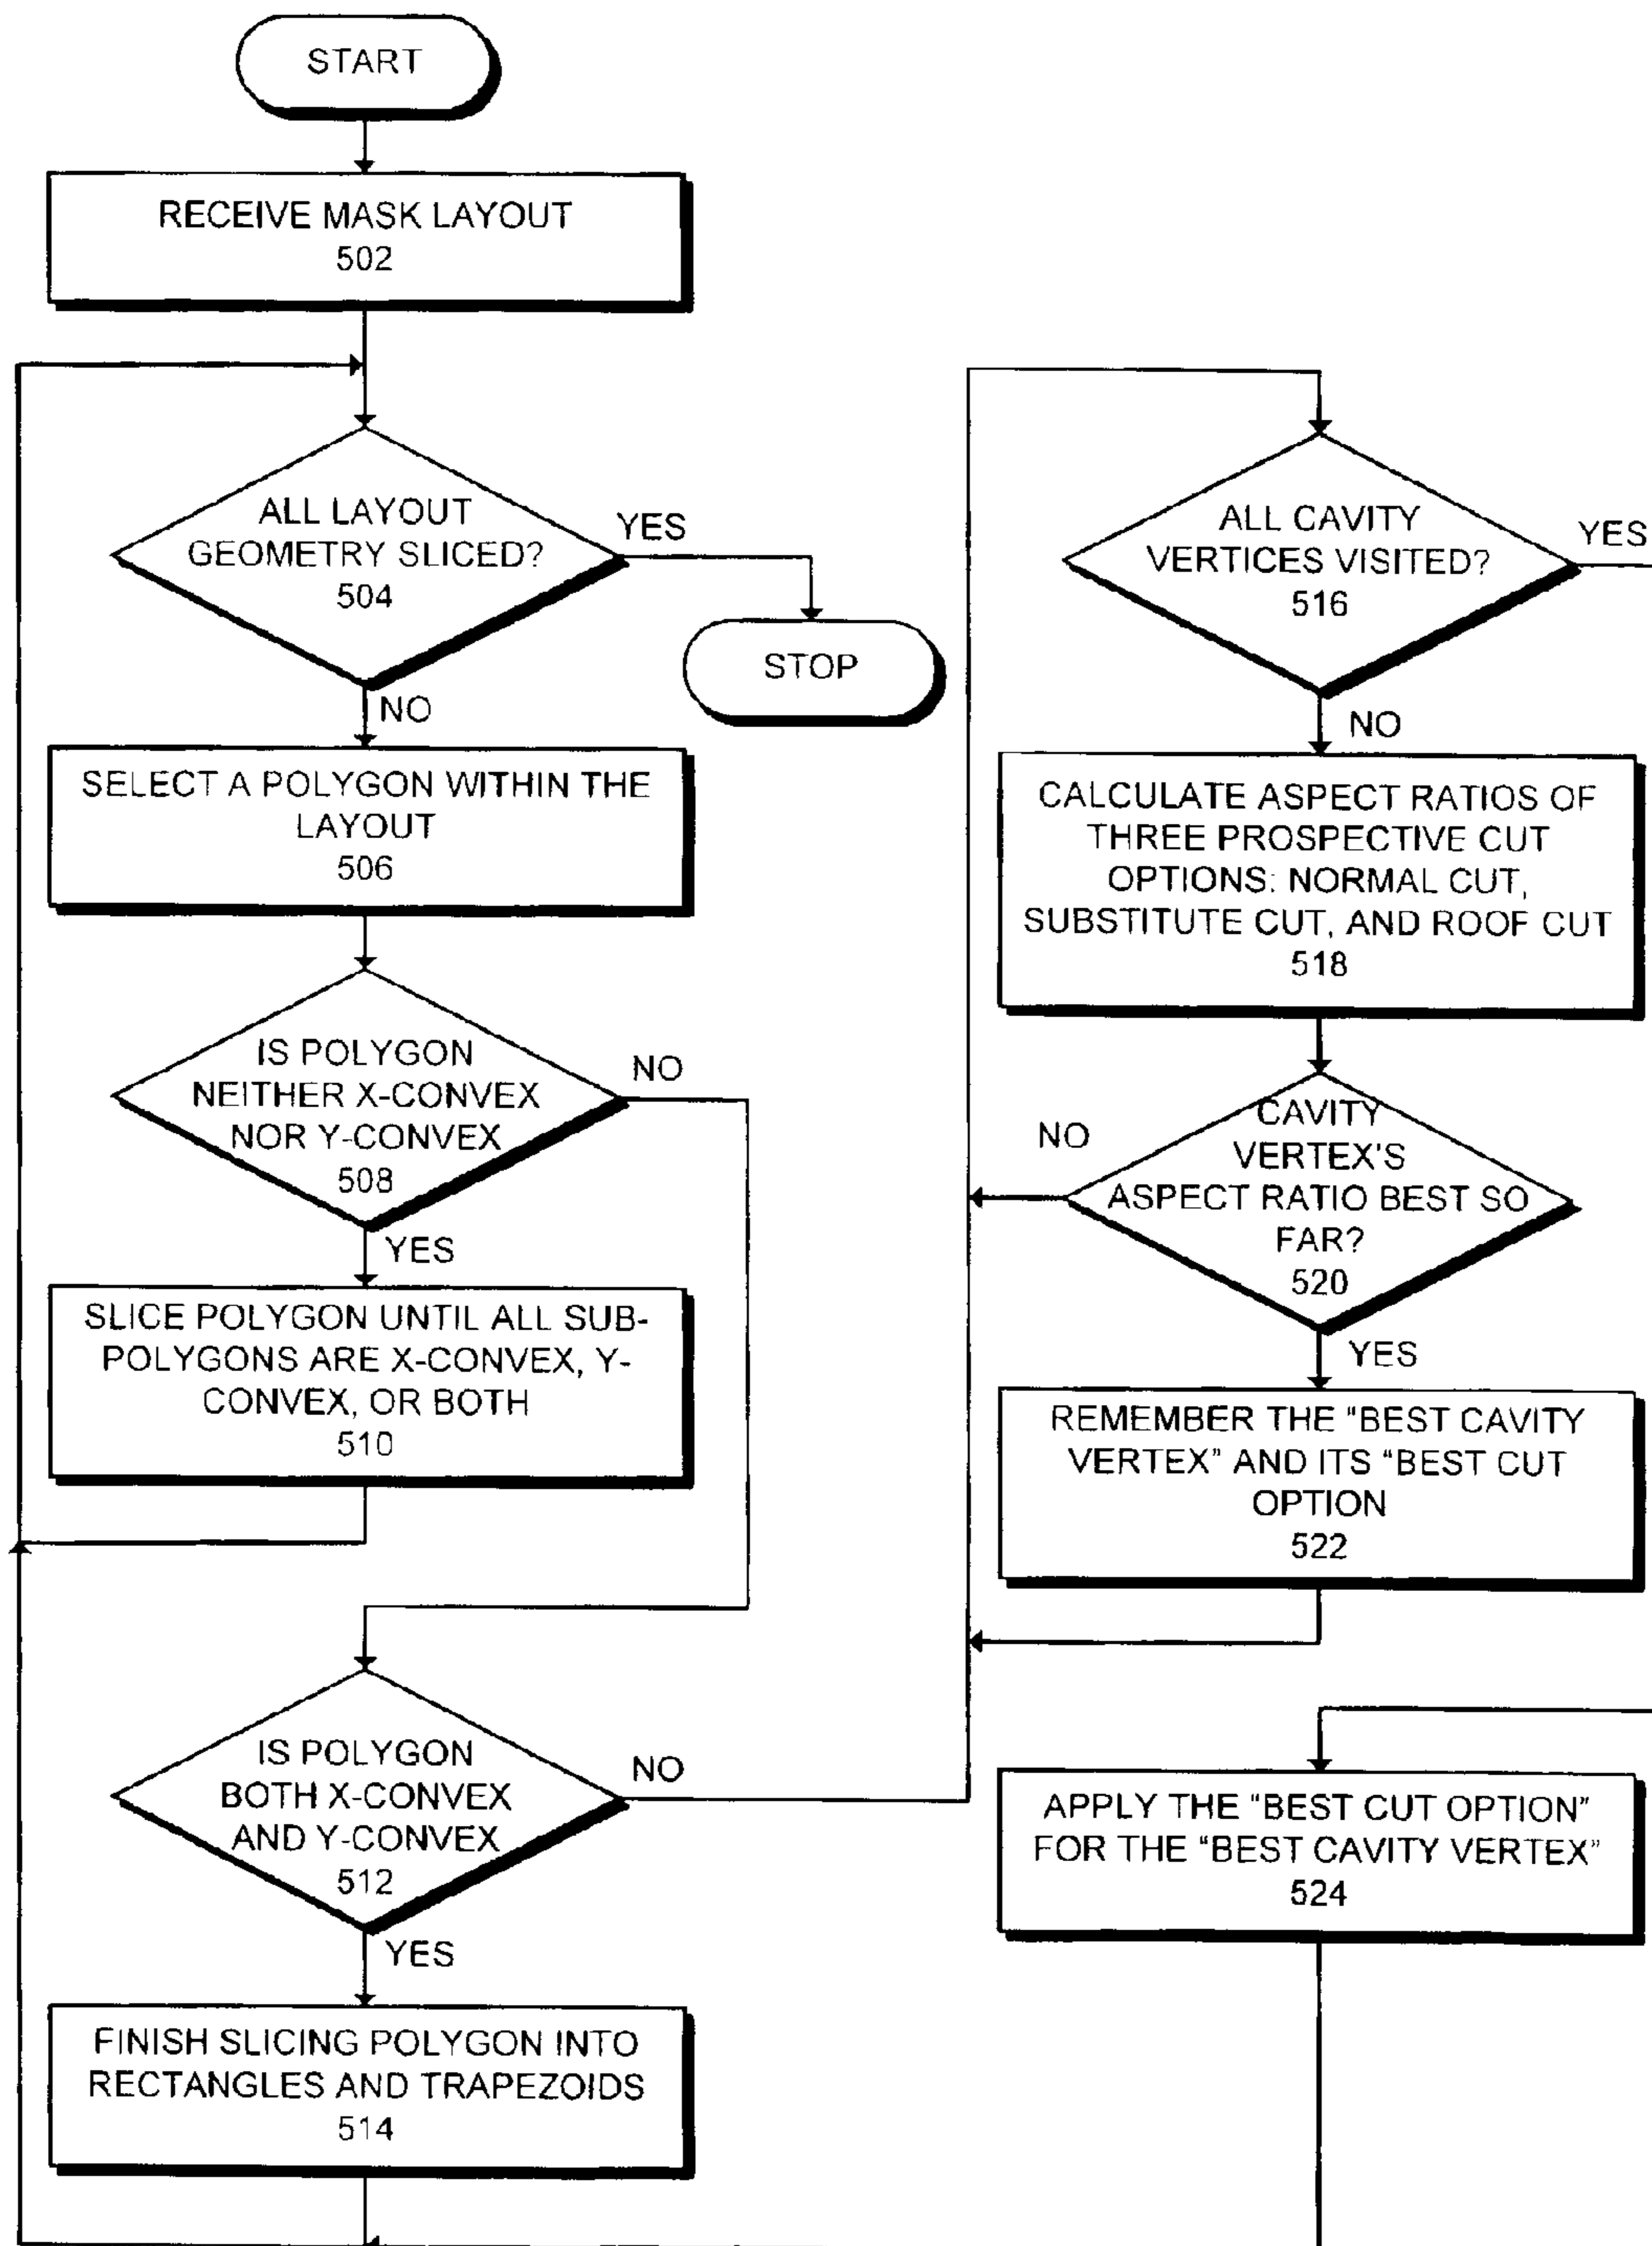 START
RECEIVE MASK LAYOUT
502
ALL LAYOUT
GEOMETRY SLICED?
504
YES
STOP
NO
SELECT A POLYGON WITHIN THE
LAYOUT
506
IS POLYGON
NEITHER X-CONVEX
NOR Y-CONVEX
508
NO
YES
SLICE POLYGON UNTIL ALL SUB-
POLYGONS ARE X-CONVEX, Y-
CONVEX, OR BOTH
510
IS POLYGON
BOTH X-CONVEX
AND Y-CONVEX
512
NO
YES
FINISH SLICING POLYGON INTO
RECTANGLES AND TRAPEZOIDS
514
ALL CAVITY
VERTICES VISITED?
516
YES
NO
CALCULATE ASPECT RATIOS OF
THREE PROSPECTIVE CUT
OPTIONS: NORMAL CUT,
SUBSTITUTE CUT, AND ROOF CUT
518
CAVITY
VERTEX'S
ASPECT RATIO BEST SO
FAR?
520
NO
YES
REMEMBER THE "BEST CAVITY
VERTEX" AND ITS "BEST CUT
OPTION
522
APPLY THE "BEST CUT OPTION"
FOR THE "BEST CAVITY VERTEX"
524